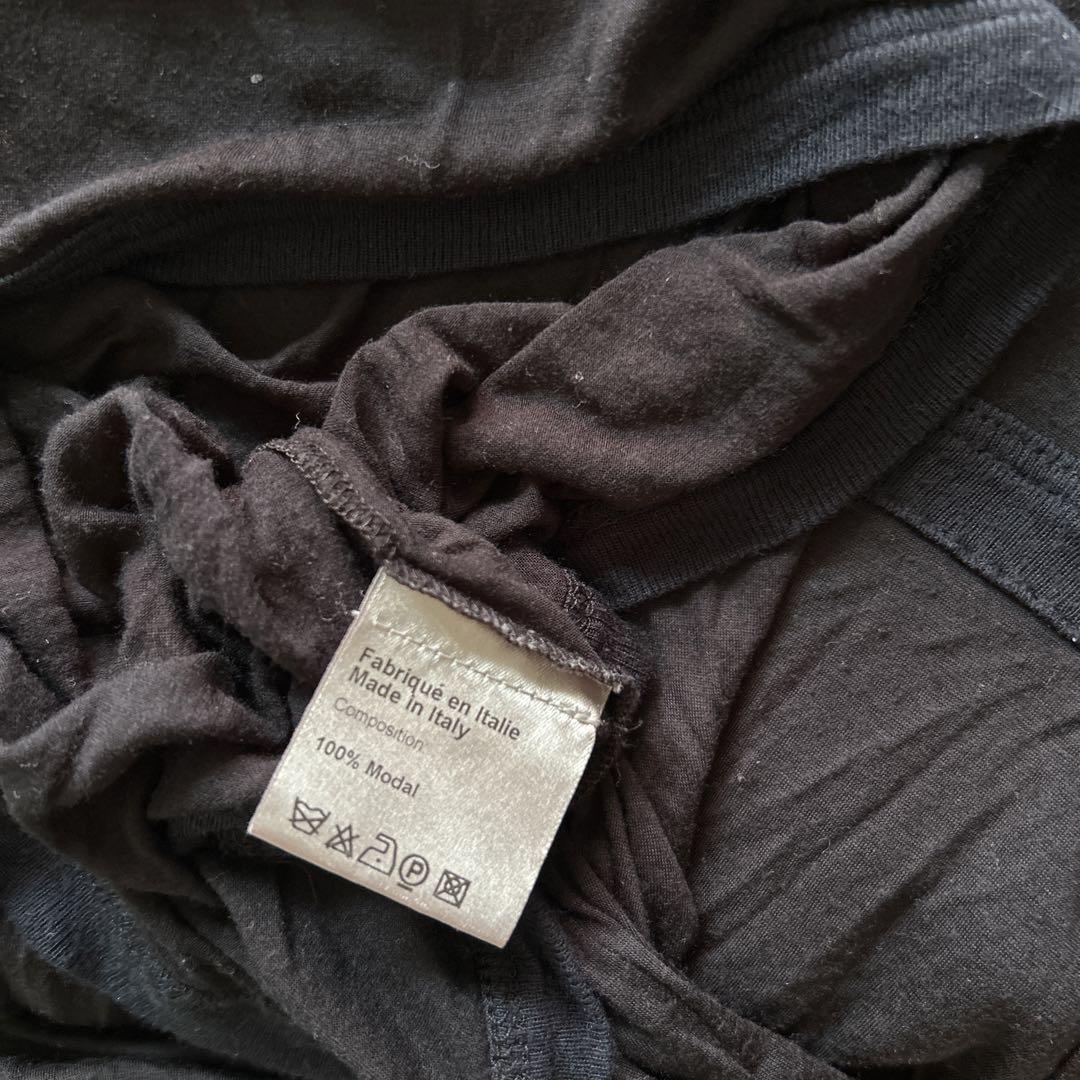 Fabriqué en Italie
Made in Italy
Composition
100% Modal
P